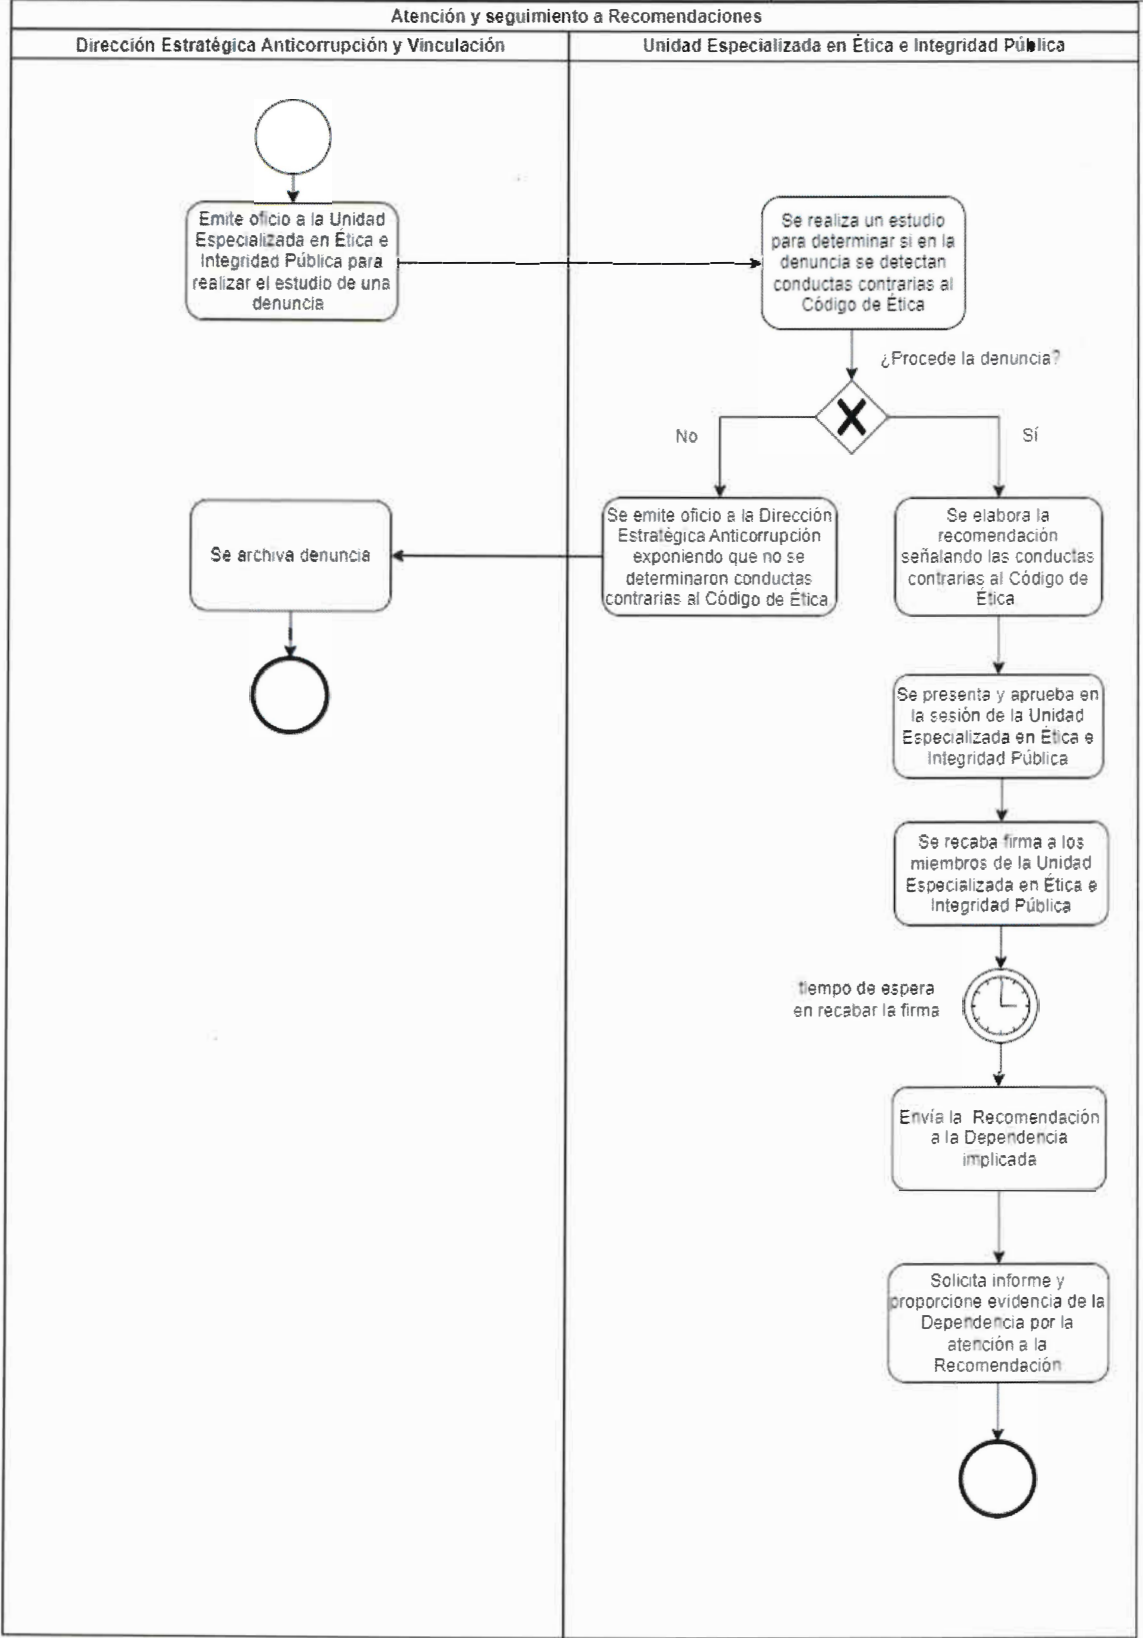 Atención y seguimiento a Recomendaciones
Dirección Estratégica Anticorrupción y Vinculación
Unidad Especializada en Ética e Integridad Pública
Emite oficio a la Unidad
Especializada en Ética e
Integridad Pública para
realizar el estudio de una
denuncia
Se realiza un estudio
para determinar si en la
denuncia se detectan
conductas contrarias al
Código de Ética
¿Procede la denuncia?
No
Sí
Se archiva denuncia
Se emite oficio a la Dirección
Estratégica Anticorrupción
exponiendo que no se
determinaron conductas
contrarias al Código de Ética
Se elabora la
recomendación
señalando las conductas
contrarias al Código de
Ética
Se presenta y aprueba en
la sesión de la Unidad
Especializada en Ética e
Integridad Pública
Se recaba firma a los
miembros de la Unidad
Especializada en Ética e
Integridad Pública
tiempo de espera
en recabar la firma
Envía la Recomendación
a la Dependencia
implicada
Solicita informe y
proporcione evidencia de la
Dependencia por la
atención a la
Recomendación